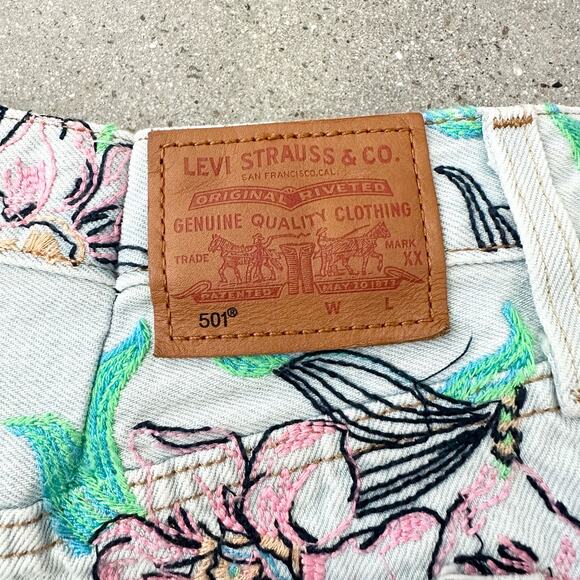 LEVI STRAUSS & CO.
SAN FRANCISCO, CAL.
ORIGINAL RIVETED
GENUINE QUALITY CLOTHING
TRADE MARK
XX
PATENTED MAY 20 1873
501® W L